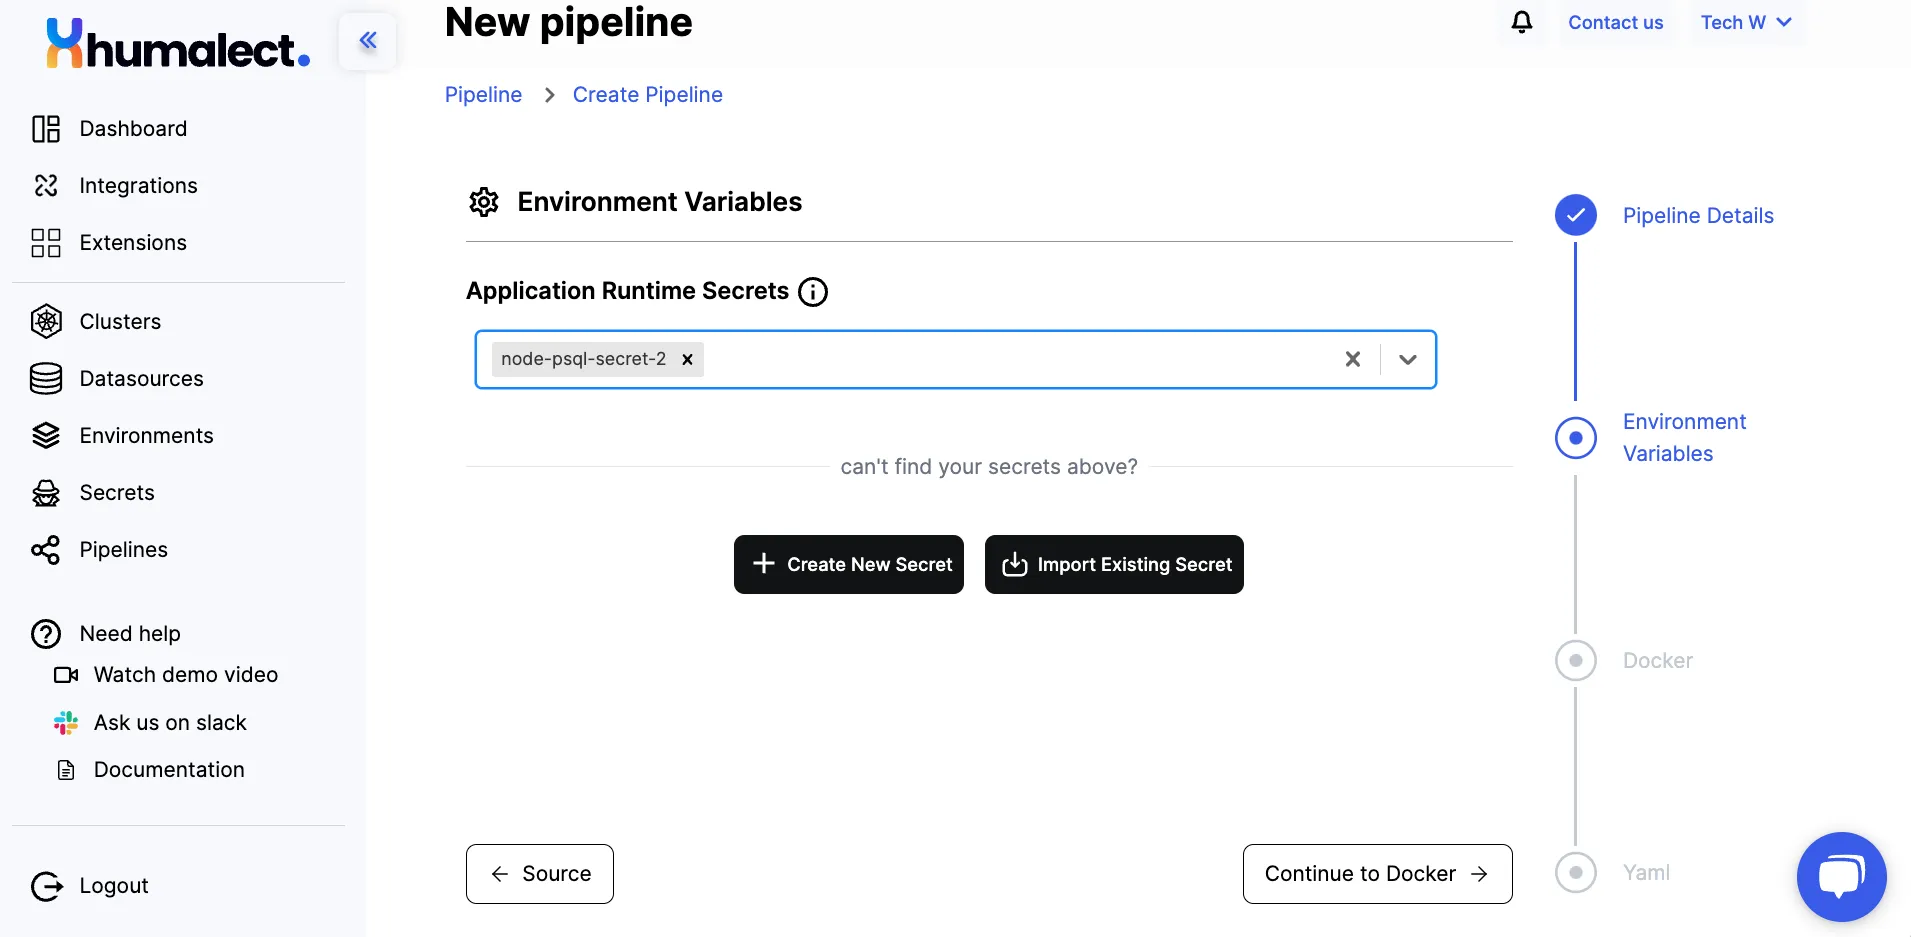 humalect.
New pipeline
Contact us
Tech W
Pipeline > Create Pipeline
Dashboard
Integrations
Extensions
Clusters
Datasources
Environments
Secrets
Pipelines
Need help
Watch demo video
Ask us on slack
Documentation
Logout
Environment Variables
Application Runtime Secrets
node-psql-secret-2
can't find your secrets above?
Create New Secret
Import Existing Secret
Source
Continue to Docker
Pipeline Details
Environment
Variables
Docker
Yaml